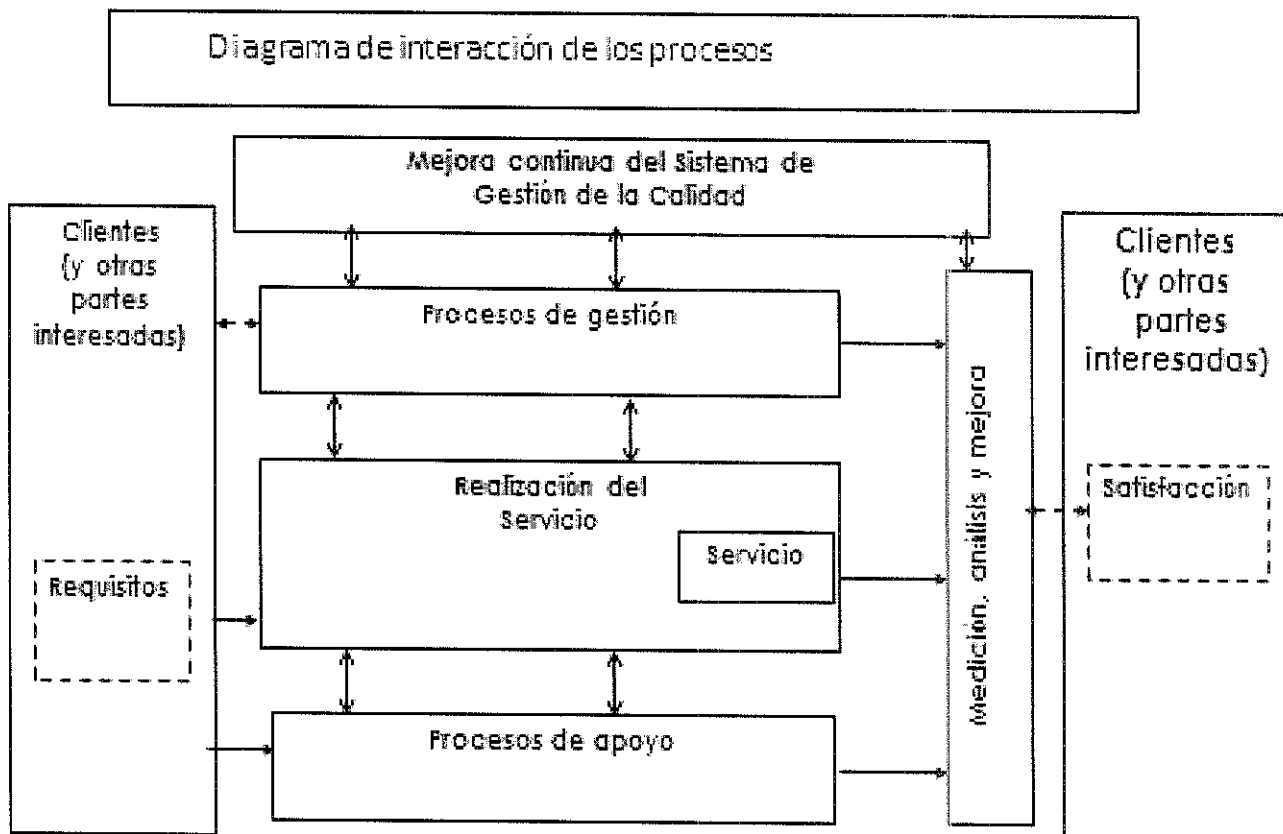 Diagrama de interacción de los procesos
Mejora continua del Sistema de
Gestión de la Calidad
Clientes
(y otras
partes
interesadas)
Requisitos
Procesos de gestión
Realización del
Servicio
Servicio
Procesos de apoyo
Medición, análisis y mejora
Clientes
(y otras
partes
interesadas)
Satisfacción